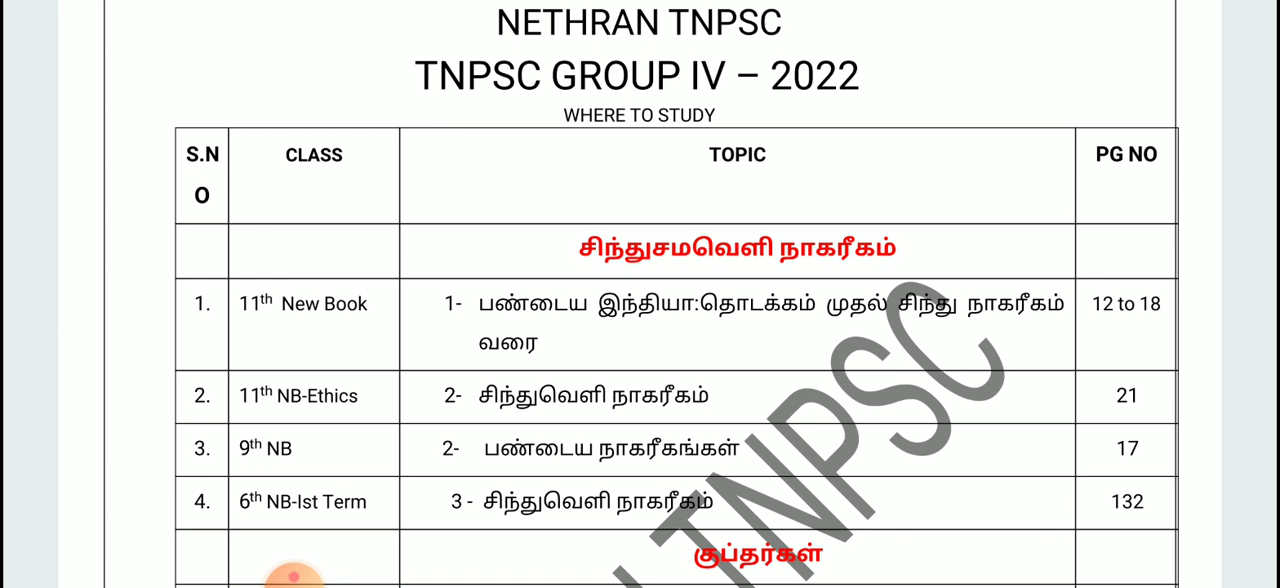 NETHRAN TNPSC
TNPSC GROUP IV – 2022
WHERE TO STUDY
S.N
O CLASS TOPIC PG NO
சிந்துசமவெளி நாகரீகம்
1. 11th New Book 1- பண்டைய இந்தியா:தொடக்கம் முதல் சிந்து நாகரீகம் 12 to 18
வரை
2. 11th NB-Ethics 2- சிந்துவெளி நாகரீகம் 21
3. 9th NB 2- பண்டைய நாகரீகங்கள் 17
4. 6th NB-Ist Term 3 - சிந்துவெளி நாகரீகம் 132
குப்தர்கள்
TNPSC